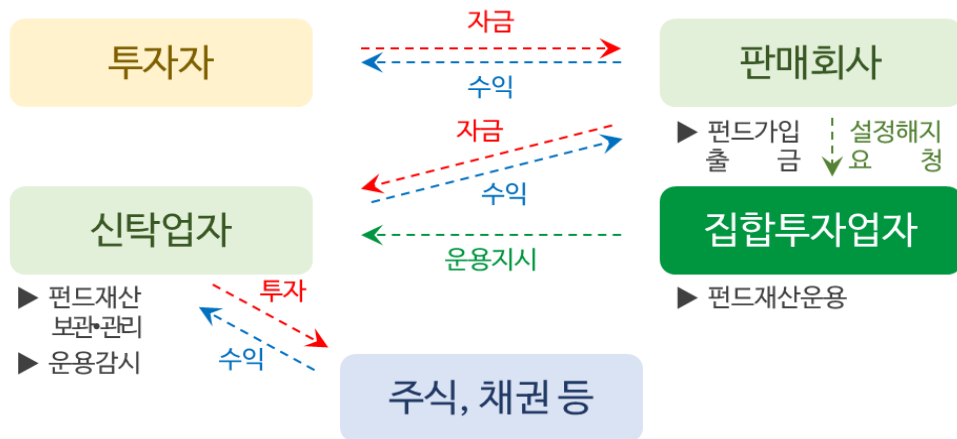 자금
투자자
판매회사
수익
자금
▶ 펀드가입
출 금
설정해지
요 청
수익
신탁업자
집합투자업자
운용지시
▶ 펀드재산
보관•관리
▶ 운용감시
투자
▶ 펀드재산운용
수익
주식, 채권 등